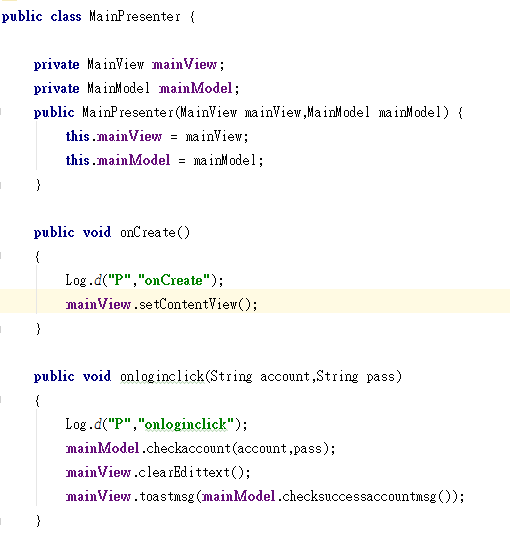 public class MainPresenter {
private MainView mainView;
private MainModel mainModel;
public MainPresenter(MainView mainView,MainModel mainModel) {
this.mainView = mainView;
this.mainModel = mainModel;
}
public void onCreate()
{
Log.d("P","onCreate");
mainView.setContentView();
}
public void onloginclick(String account,String pass)
{
Log.d("P","onloginclick");
mainModel.checkaccount(account,pass);
mainView.clearEdittext();
mainView.toastmsg(mainModel.checksuccessaccountmsg());
}